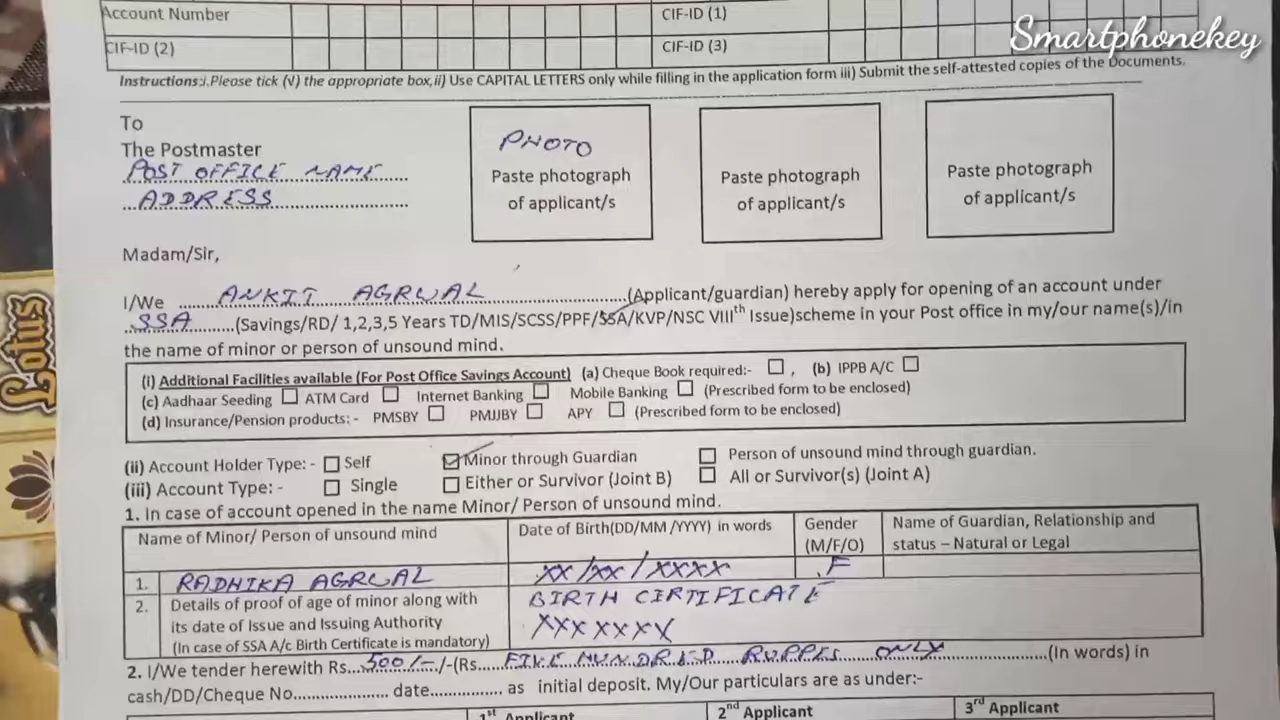 Account Number CIF-ID (1)
Smartphonekey
CIF-ID (2) CIF-ID (3)
Instructions:i.Please tick (√) the appropriate box,ii) Use CAPITAL LETTERS only while filling in the application form iii) Submit the self-attested copies of the Documents.
To
The Postmaster
POST OFFICE NAME
ADDRESS
PHOTO
Paste photograph
of applicant/s
Paste photograph
of applicant/s
Paste photograph
of applicant/s
Madam/Sir,
I/We ANKIT AGRWAL (Applicant/guardian) hereby apply for opening of an account under
SSA (Savings/RD/ 1,2,3,5 Years TD/MIS/SCSS/PPF/SSA/KVP/NSC VIIIth Issue)scheme in your Post office in my/our name(s)/in
the name of minor or person of unsound mind.
(i) Additional Facilities available (For Post Office Savings Account) (a) Cheque Book required:- , (b) IPPB A/C
(c) Aadhaar Seeding ATM Card Internet Banking Mobile Banking (Prescribed form to be enclosed)
(d) Insurance/Pension products: - PMSBY PMJJBY APY (Prescribed form to be enclosed)
(ii) Account Holder Type: - Self Minor through Guardian Person of unsound mind through guardian.
(iii) Account Type: - Single Either or Survivor (Joint B) All or Survivor(s) (Joint A)
1. In case of account opened in the name Minor/ Person of unsound mind.
Name of Minor/ Person of unsound mind
Date of Birth(DD/MM /YYYY) in words
Gender
(M/F/O)
Name of Guardian, Relationship and
status – Natural or Legal
1. RADHIKA AGRWAL XX/XX/XXXX F
2. Details of proof of age of minor along with
its date of Issue and Issuing Authority
(In case of SSA A/c Birth Certificate is mandatory)
BIRTH CIRTIFICATE
XXXXXXX
2. I/We tender herewith Rs...500/-../-(Rs.... FIVE HUNDRED RUPPES ONLY (In words) in
cash/DD/Cheque No................... date............... as initial deposit. My/Our particulars are as under:-
1st Applicant 2nd Applicant 3rd Applicant
Lotus